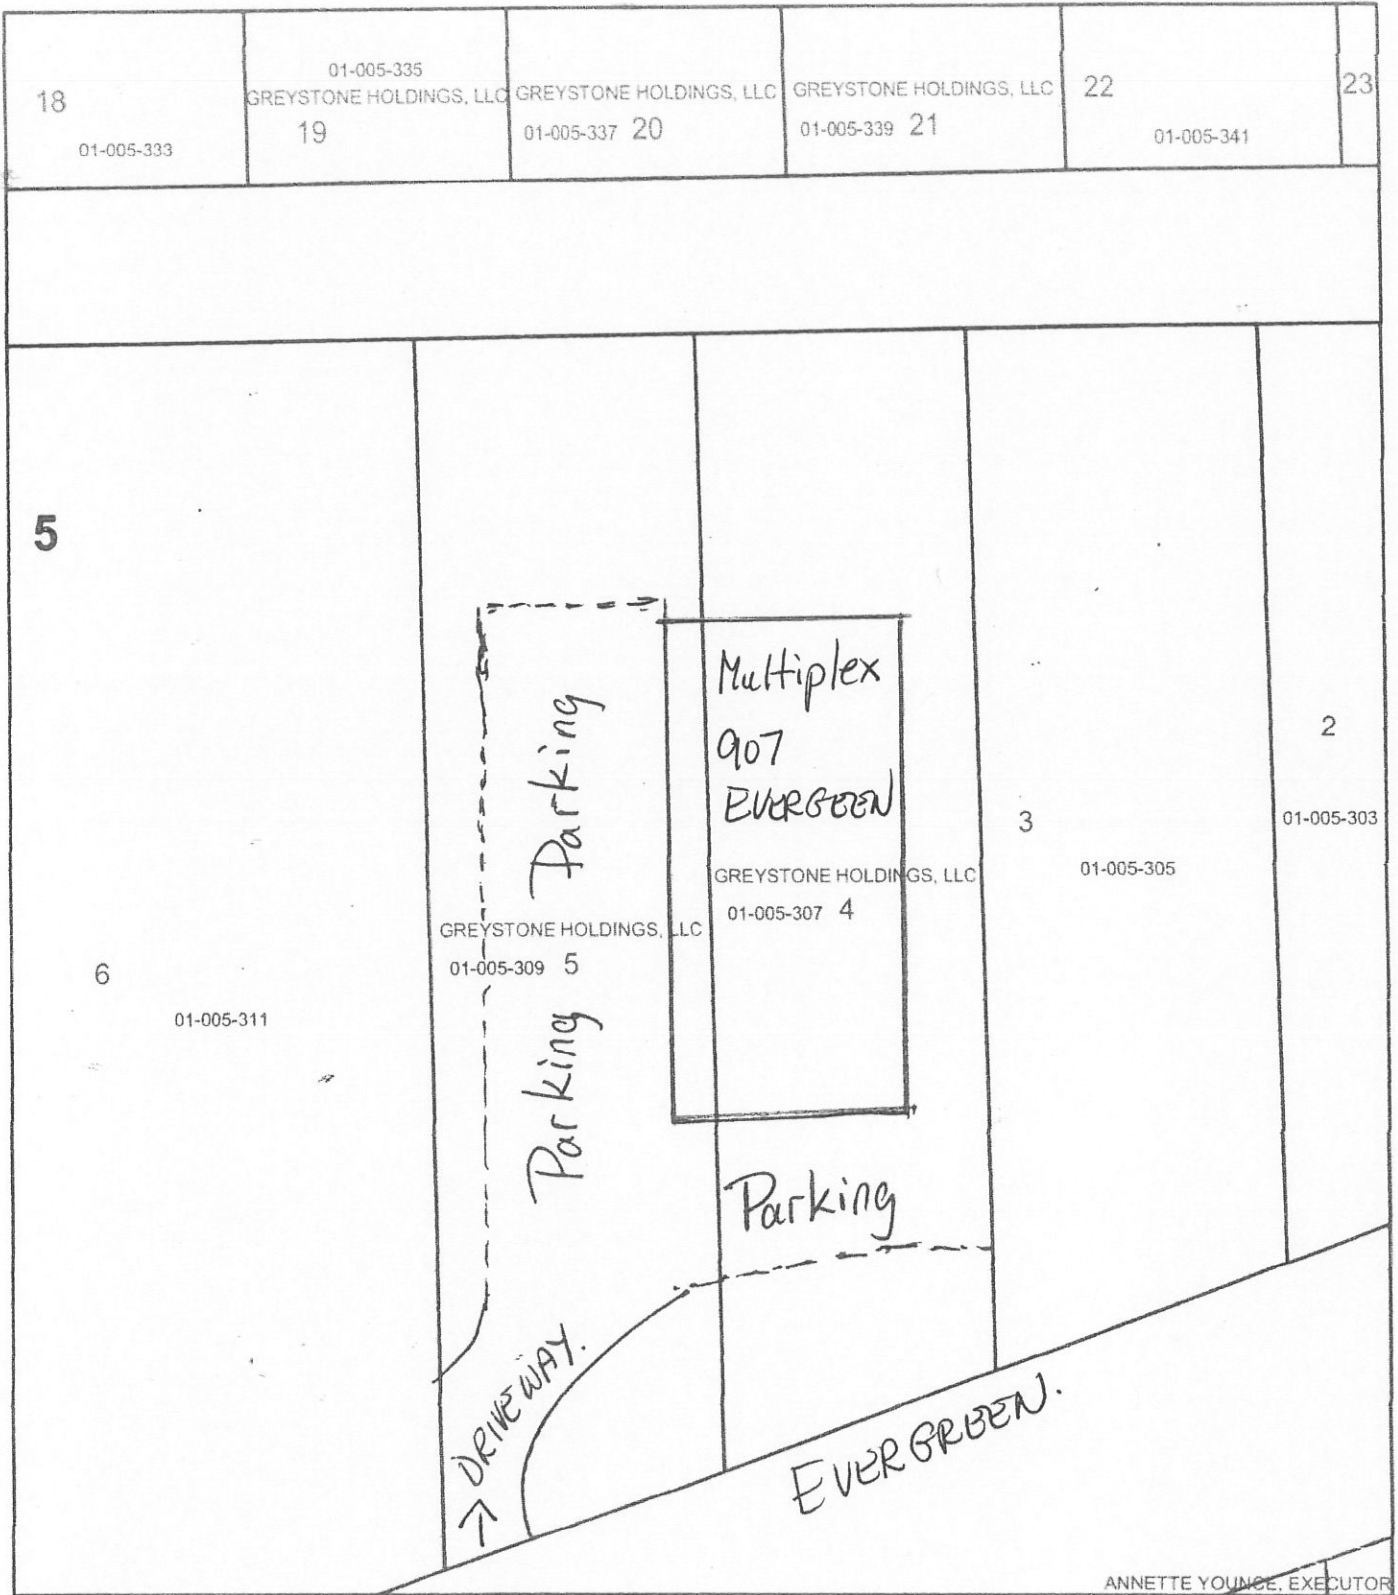 01-005-335
18
GREYSTONE HOLDINGS, LLC
19
01-005-333
GREYSTONE HOLDINGS, LLC
01-005-337 20
GREYSTONE HOLDINGS, LLC
01-005-339 21
22
01-005-341
23
5
Multiplex
907
EVERGEEN
GREYSTONE HOLDINGS, LLC
01-005-307 4
Parking
GREYSTONE HOLDINGS, LLC
01-005-309 5
Parking
6
01-005-311
3
01-005-305
2
01-005-303
Parking
DRIVEWAY.
EVERGREEN.
ANNETTE YOUNCE, EXECUTOR